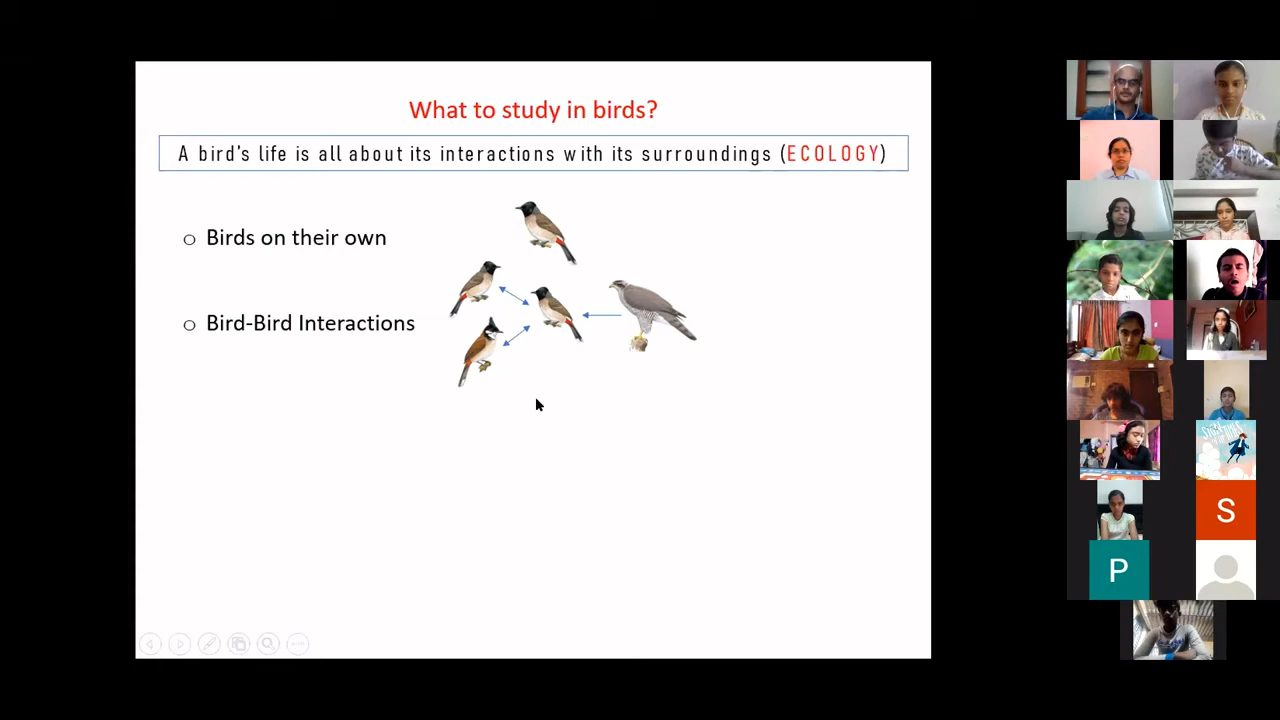 What to study in birds?
A bird's life is all about its interactions with its surroundings (ECOLOGY)
Birds on their own
Bird-Bird Interactions
S
P